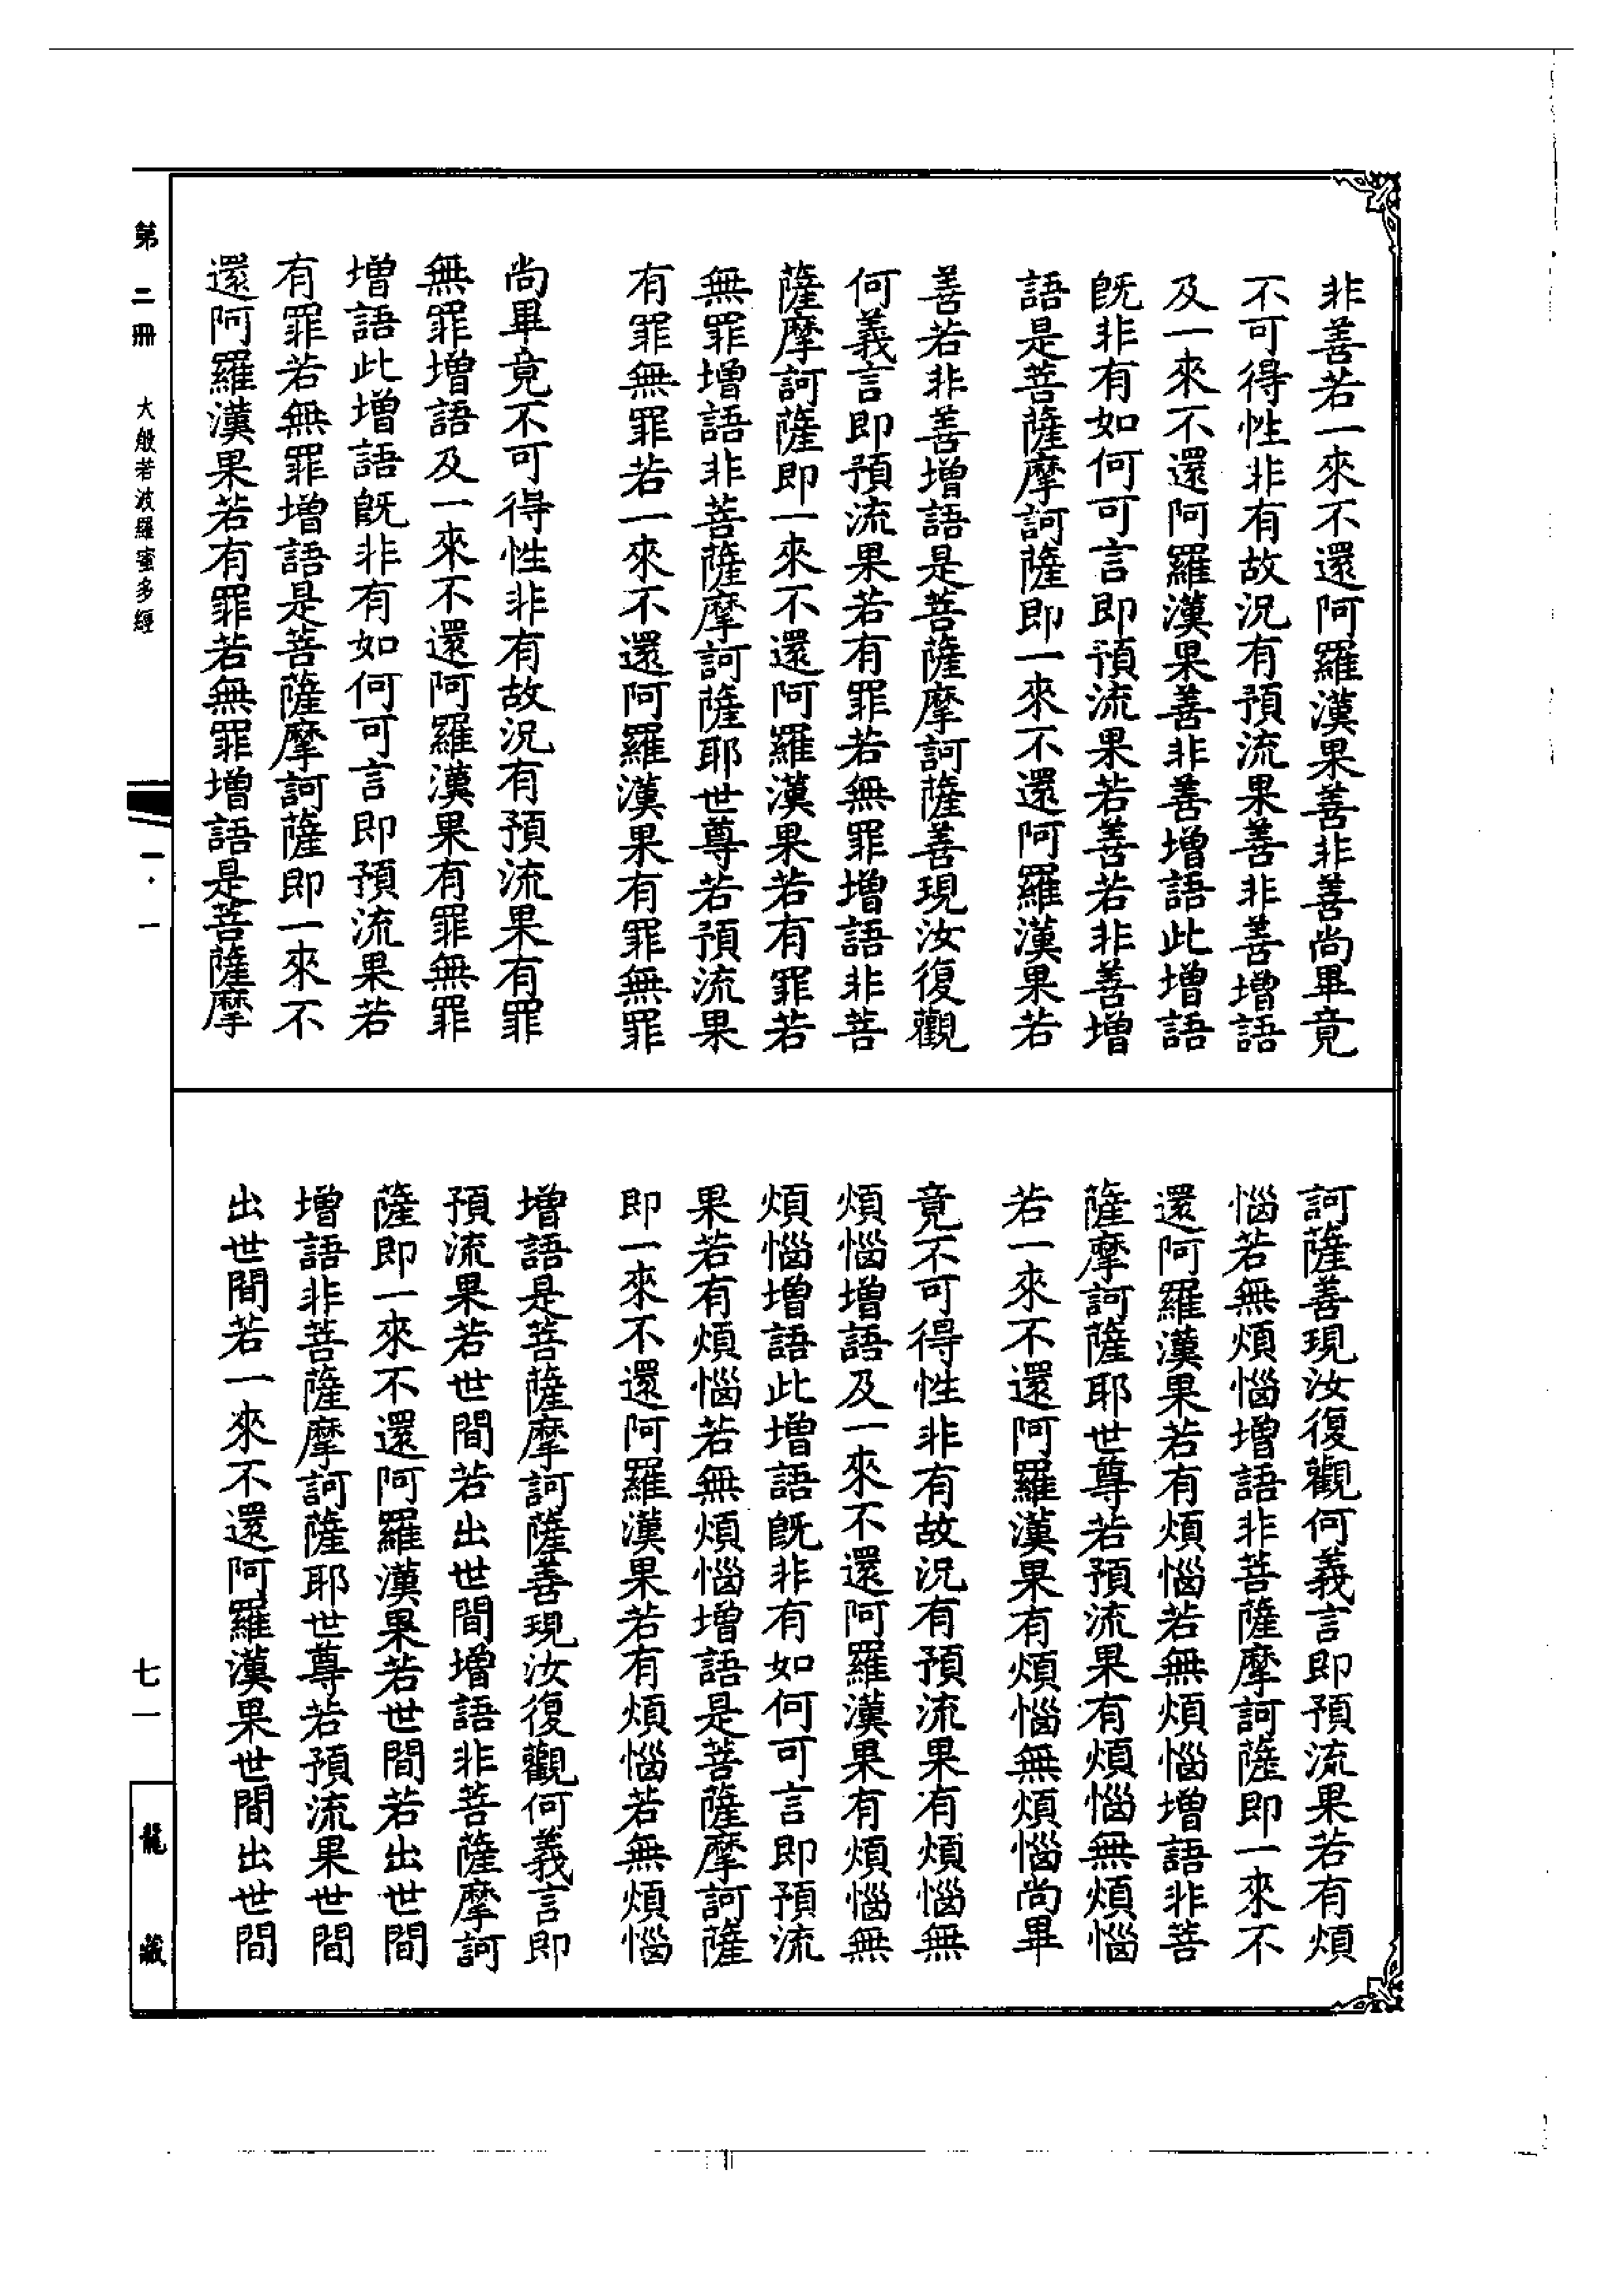 非善若一來不還阿羅漢果善非善尚畢竟
不可得性非有故況有預流果善非善增語
及一來不還阿羅漢果善非善增語此增語
旣非有如何可言即預流果若善若非善增
語是菩薩摩訶薩即一來不還阿羅漢果若
善若非善增語是菩薩摩訶薩善現汝復觀
何義言即預流果若有罪若無罪增語非菩
薩摩訶薩即一來不還阿羅漢果若有罪若
無罪增語非菩薩摩訶薩耶世尊若預流果
有罪無罪若一來不還阿羅漢果有罪無罪
尚畢竟不可得性非有故況有預流果有罪
無罪增語及一來不還阿羅漢果有罪無罪
增語此增語旣非有如何可言即預流果若
有罪若無罪增語是菩薩摩訶薩即一來不
還阿羅漢果若有罪若無罪增語是菩薩摩
訶薩善現汝復觀何義言即預流果若有煩
惱若無煩惱增語非菩薩摩訶薩即一來不
還阿羅漢果若有煩惱若無煩惱增語非菩
薩摩訶薩耶世尊若預流果有煩惱無煩惱
若一來不還阿羅漢果有煩惱無煩惱尚畢
竟不可得性非有故況有預流果有煩惱無
煩惱增語及一來不還阿羅漢果有煩惱無
煩惱增語此增語旣非有如何可言即預流
果若有煩惱若無煩惱增語是菩薩摩訶薩
即一來不還阿羅漢果若有煩惱若無煩惱
增語是菩薩摩訶薩善現汝復觀何義言即
預流果若世間若出世間增語非菩薩摩訶
薩即一來不還阿羅漢果若世間若出世間
增語非菩薩摩訶薩耶世尊若預流果世間
出世間若一來不還阿羅漢果世間出世間
第二冊 大般若波羅蜜多經
一·一
七一
龍藏